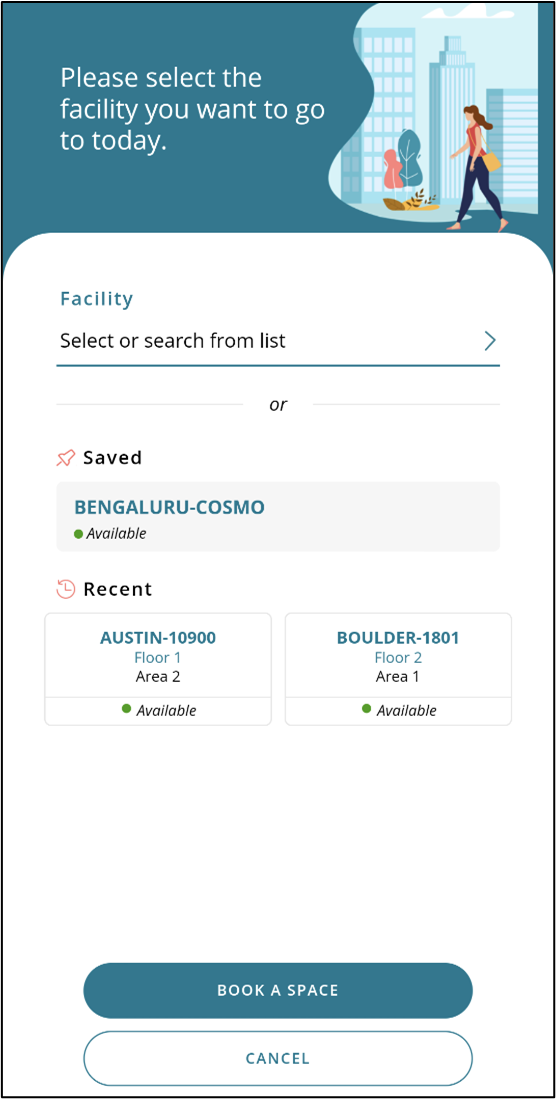 Please select the
facility you want to go
to today.
Facility
Select or search from list
or
Saved
BENGALURU-COSMO
Available
Recent
AUSTIN-10900
Floor 1
Area 2
Available
BOULDER-1801
Floor 2
Area 1
Available
BOOK A SPACE
CANCEL